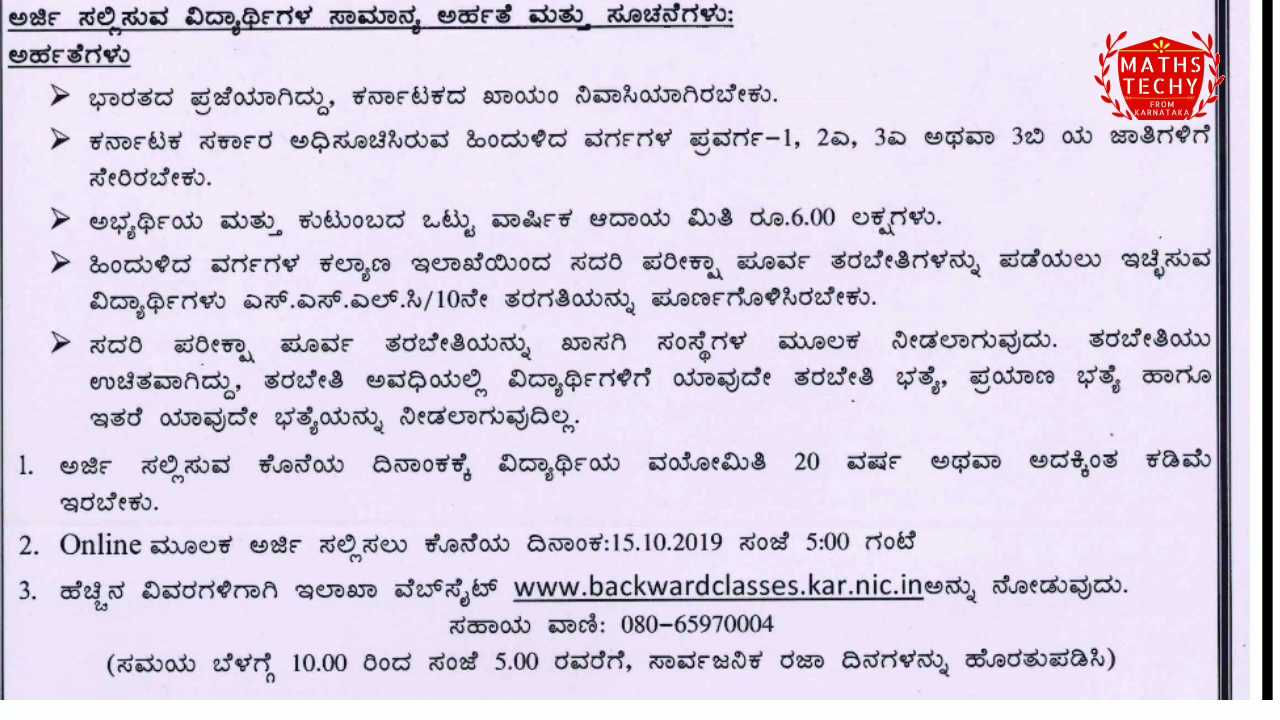 ಅರ್ಜಿ ಸಲ್ಲಿಸುವ ವಿದ್ಯಾರ್ಥಿಗಳ ಸಾಮಾನ್ಯ ಅರ್ಹತೆ ಮತ್ತು ಸೂಚನೆಗಳು:
ಅರ್ಹತೆಗಳು
MATHS
TECHY
FROM
KARNATAKA
➢ ಭಾರತದ ಪ್ರಜೆಯಾಗಿದ್ದು, ಕರ್ನಾಟಕದ ಖಾಯಂ ನಿವಾಸಿಯಾಗಿರಬೇಕು.
➢ ಕರ್ನಾಟಕ ಸರ್ಕಾರ ಅಧಿಸೂಚಿಸಿರುವ ಹಿಂದುಳಿದ ವರ್ಗಗಳ ಪ್ರವರ್ಗ-1, 2ಎ, 3ಎ ಅಥವಾ 3ಬಿ ಯ ಜಾತಿಗಳಿಗೆ
ಸೇರಿರಬೇಕು.
➢ ಅಭ್ಯರ್ಥಿಯ ಮತ್ತು ಕುಟುಂಬದ ಒಟ್ಟು ವಾರ್ಷಿಕ ಆದಾಯ ಮಿತಿ ರೂ.6.00 ಲಕ್ಷಗಳು.
➢ ಹಿಂದುಳಿದ ವರ್ಗಗಳ ಕಲ್ಯಾಣ ಇಲಾಖೆಯಿಂದ ಸದರಿ ಪರೀಕ್ಷಾ ಪೂರ್ವ ತರಬೇತಿಗಳನ್ನು ಪಡೆಯಲು ಇಚ್ಛಿಸುವ
ವಿದ್ಯಾರ್ಥಿಗಳು ಎಸ್.ಎಸ್.ಎಲ್.ಸಿ/10ನೇ ತರಗತಿಯನ್ನು ಪೂರ್ಣಗೊಳಿಸಿರಬೇಕು.
➢ ಸದರಿ ಪರೀಕ್ಷಾ ಪೂರ್ವ ತರಬೇತಿಯನ್ನು ಖಾಸಗಿ ಸಂಸ್ಥೆಗಳ ಮೂಲಕ ನೀಡಲಾಗುವುದು. ತರಬೇತಿಯು
ಉಚಿತವಾಗಿದ್ದು, ತರಬೇತಿ ಅವಧಿಯಲ್ಲಿ ವಿದ್ಯಾರ್ಥಿಗಳಿಗೆ ಯಾವುದೇ ತರಬೇತಿ ಭತ್ಯೆ, ಪ್ರಯಾಣ ಭತ್ಯೆ ಹಾಗೂ
ಇತರೆ ಯಾವುದೇ ಭತ್ಯೆಯನ್ನು ನೀಡಲಾಗುವುದಿಲ್ಲ.
1. ಅರ್ಜಿ ಸಲ್ಲಿಸುವ ಕೊನೆಯ ದಿನಾಂಕಕ್ಕೆ ವಿದ್ಯಾರ್ಥಿಯ ವಯೋಮಿತಿ 20 ವರ್ಷ ಅಥವಾ ಅದಕ್ಕಿಂತ ಕಡಿಮೆ
ಇರಬೇಕು.
2. Online ಮೂಲಕ ಅರ್ಜಿ ಸಲ್ಲಿಸಲು ಕೊನೆಯ ದಿನಾಂಕ:15.10.2019 ಸಂಜೆ 5:00 ಗಂಟೆ
3. ಹೆಚ್ಚಿನ ವಿವರಗಳಿಗಾಗಿ ಇಲಾಖಾ ವೆಬ್‌ಸೈಟ್ www.backwardclasses.kar.nic.inಅನ್ನು ನೋಡುವುದು.
ಸಹಾಯ ವಾಣಿ: 080-65970004
(ಸಮಯ ಬೆಳಗ್ಗೆ 10.00 ರಿಂದ ಸಂಜೆ 5.00 ರವರೆಗೆ, ಸಾರ್ವಜನಿಕ ರಜಾ ದಿನಗಳನ್ನು ಹೊರತುಪಡಿಸಿ)